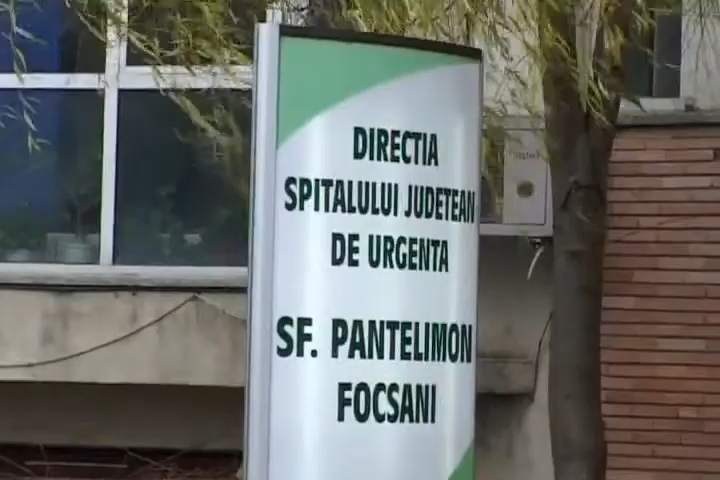 DIRECTIA
SPITALULUI JUDETEAN
DE URGENTA
SF. PANTELIMON
FOCSANI